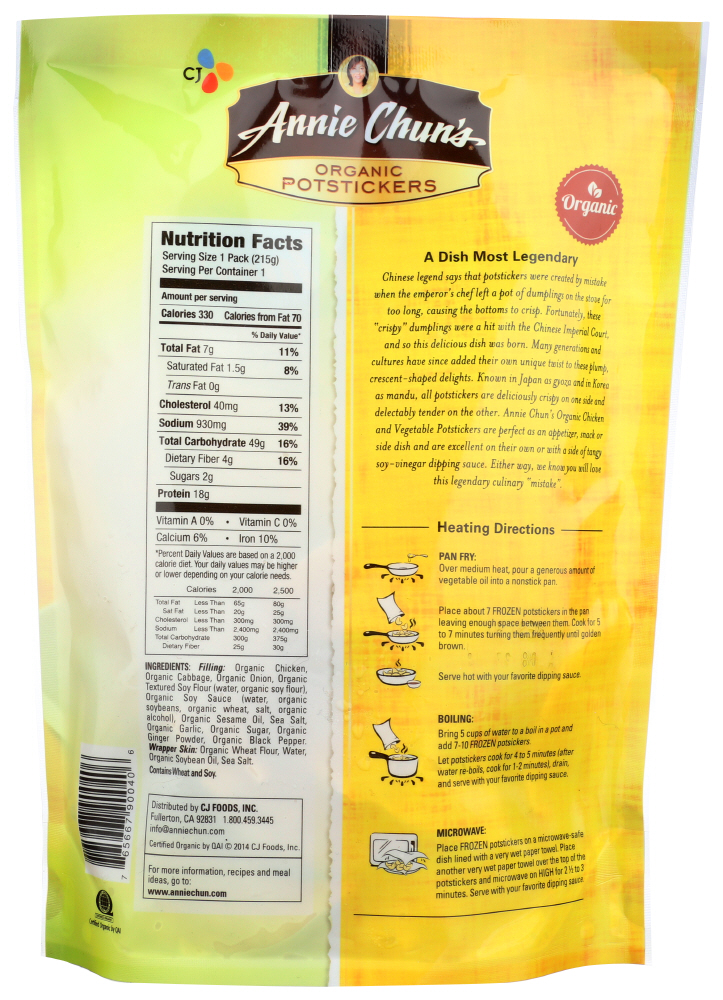 CJ
Annie Chun's
ORGANIC
POTSTICKERS
Organic
Nutrition Facts
Serving Size 1 Pack (215g)
Serving Per Container 1
Amount per serving
Calories 330 Calories from Fat 70
% Daily Value*
Total Fat 7g 11%
Saturated Fat 1.5g 8%
Trans Fat 0g
Cholesterol 40mg 13%
Sodium 930mg 39%
Total Carbohydrate 49g 16%
Dietary Fiber 4g 16%
Sugars 2g
Protein 18g
Vitamin A 0% • Vitamin C 0%
Calcium 6% • Iron 10%
*Percent Daily Values are based on a 2,000
calorie diet. Your daily values may be higher
or lower depending on your calorie needs.
Calories 2,000 2,500
Total Fat Less Than 65g 80g
Sat Fat Less Than 20g 25g
Cholesterol Less Than 300mg 300mg
Sodium Less Than 2,400mg 2,400mg
Total Carbohydrate 300g 375g
Dietary Fiber 25g 30g
INGREDIENTS: Filling: Organic Chicken,
Organic Cabbage, Organic Onion, Organic
Textured Soy Flour (water, organic soy flour),
Organic Soy Sauce (water, organic
soybeans, organic wheat, salt, organic
alcohol), Organic Sesame Oil, Sea Salt,
Organic Garlic, Organic Sugar, Organic
Ginger Powder, Organic Black Pepper.
Wrapper Skin: Organic Wheat Flour, Water,
Organic Soybean Oil, Sea Salt.
Contains Wheat and Soy.
Distributed by CJ FOODS, INC.
Fullerton, CA 92831 1.800.459.3445
info@anniechun.com
Certified Organic by QAI © 2014 CJ Foods, Inc.
For more information, recipes and meal
ideas, go to:
www.anniechun.com
7 65667 90040 6
Certified Organic by QAI
A Dish Most Legendary
Chinese legend says that potstickers were created by mistake
when the emperor's chef left a pot of dumplings on the stove for
too long, causing the bottoms to crisp. Fortunately, these
"crispy" dumplings were a hit with the Chinese Imperial Court,
and so this delicious dish was born. Many generations and
cultures have since added their own unique twist to these plump,
crescent-shaped delights. Known in Japan as gyoza and in Korea
as mandu, all potstickers are deliciously crispy on one side and
delectably tender on the other. Annie Chun's Organic Chicken
and Vegetable Potstickers are perfect as an appetizer, snack or
side dish and are excellent on their own or with a side of tangy
soy-vinegar dipping sauce. Either way, we know you will love
this legendary culinary "mistake".
Heating Directions
PAN FRY:
Over medium heat, pour a generous amount of
vegetable oil into a nonstick pan.
Place about 7 FROZEN potstickers in the pan
leaving enough space between them. Cook for 5
to 7 minutes turning them frequently until golden
brown.
Serve hot with your favorite dipping sauce.
BOILING:
Bring 5 cups of water to a boil in a pot and
add 7-10 FROZEN potsickers.
Let potstickers cook for 4 to 5 minutes (after
water re-boils, cook for 1-2 minutes), drain,
and serve with your favorite dipping sauce.
MICROWAVE:
Place FROZEN potstickers on a microwave-safe
dish lined with a very wet paper towel. Place
another very wet paper towel over the top of the
potstickers and microwave on HIGH for 2 ½ to 3
minutes. Serve with your favorite dipping sauce.